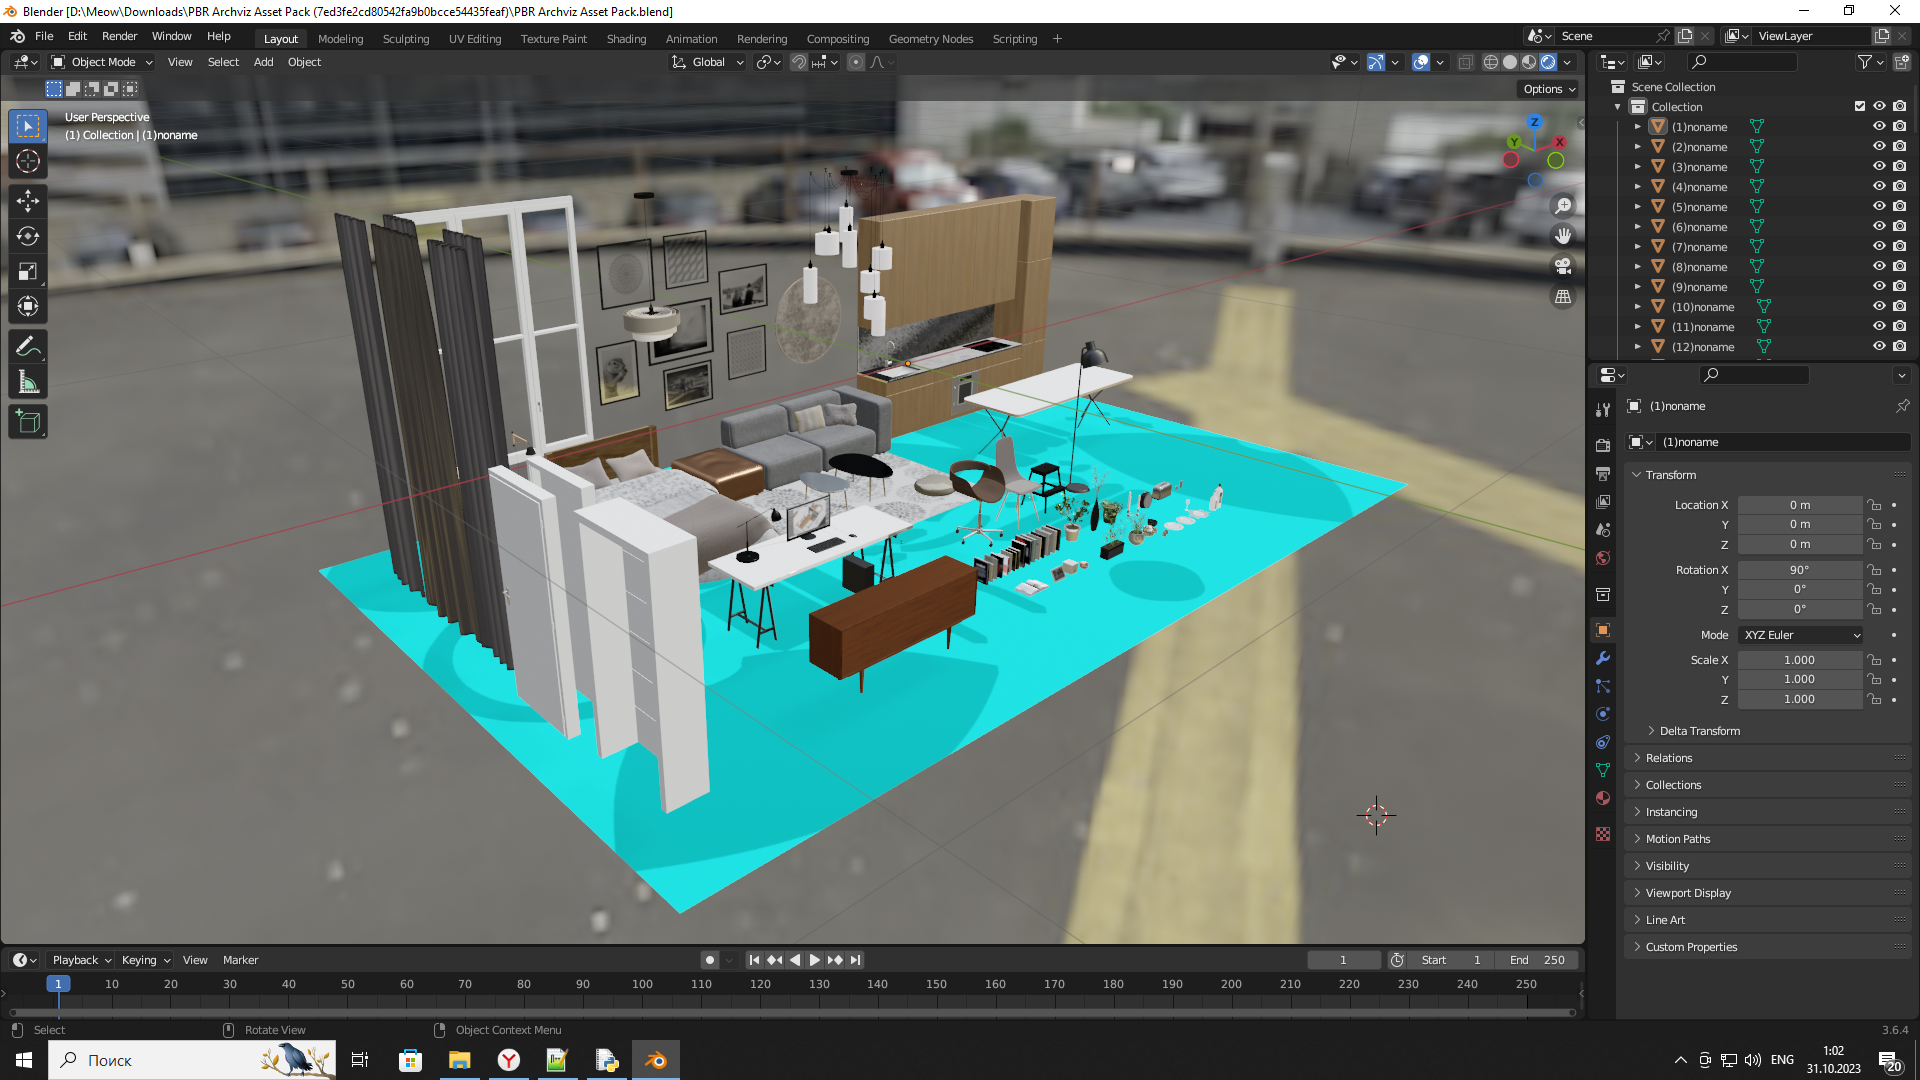 Blender [D:\Meow\Downloads\PBR Archviz Asset Pack (7ed3fe2cd80542fa9b0bcce54435feaf)\PBR Archviz Asset Pack.blend]
File Edit Render Window Help Layout Modeling Sculpting UV Editing Texture Paint Shading Animation Rendering Compositing Geometry Nodes Scripting + Scene ViewLayer
Object Mode View Select Add Object Global
Options
User Perspective
(1) Collection | (1)noname
Z
Y
X
Scene Collection
Collection
(1)noname
(2)noname
(3)noname
(4)noname
(5)noname
(6)noname
(7)noname
(8)noname
(9)noname
(10)noname
(11)noname
(12)noname
(1)noname
(1)noname
Transform
Location X 0 m
Y 0 m
Z 0 m
Rotation X 90°
Y 0°
Z 0°
Mode XYZ Euler
Scale X 1.000
Y 1.000
Z 1.000
Delta Transform
Relations
Collections
Instancing
Motion Paths
Visibility
Viewport Display
Line Art
Custom Properties
Playback Keying View Marker 1 Start 1 End 250
1 10 20 30 40 50 60 70 80 90 100 110 120 130 140 150 160 170 180 190 200 210 220 230 240 250
Select Rotate View Object Context Menu 3.6.4
Поиск ENG 1:02
31.10.2023
20